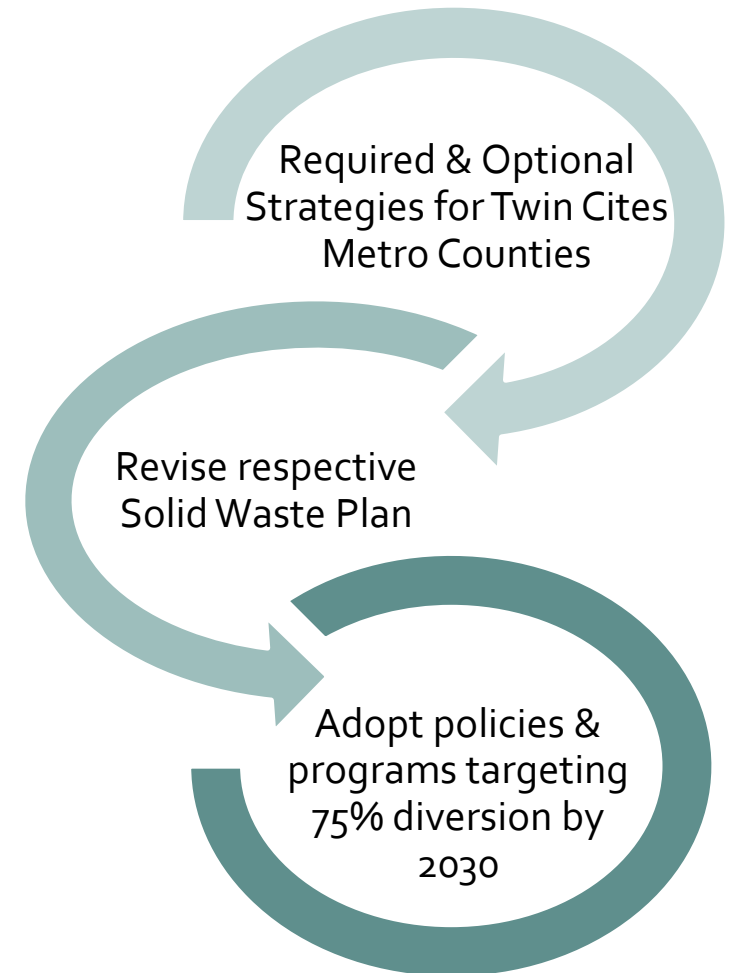 Required & Optional
Strategies for Twin Cites
Metro Counties
Revise respective
Solid Waste Plan
Adopt policies &
programs targeting
75% diversion by
2030